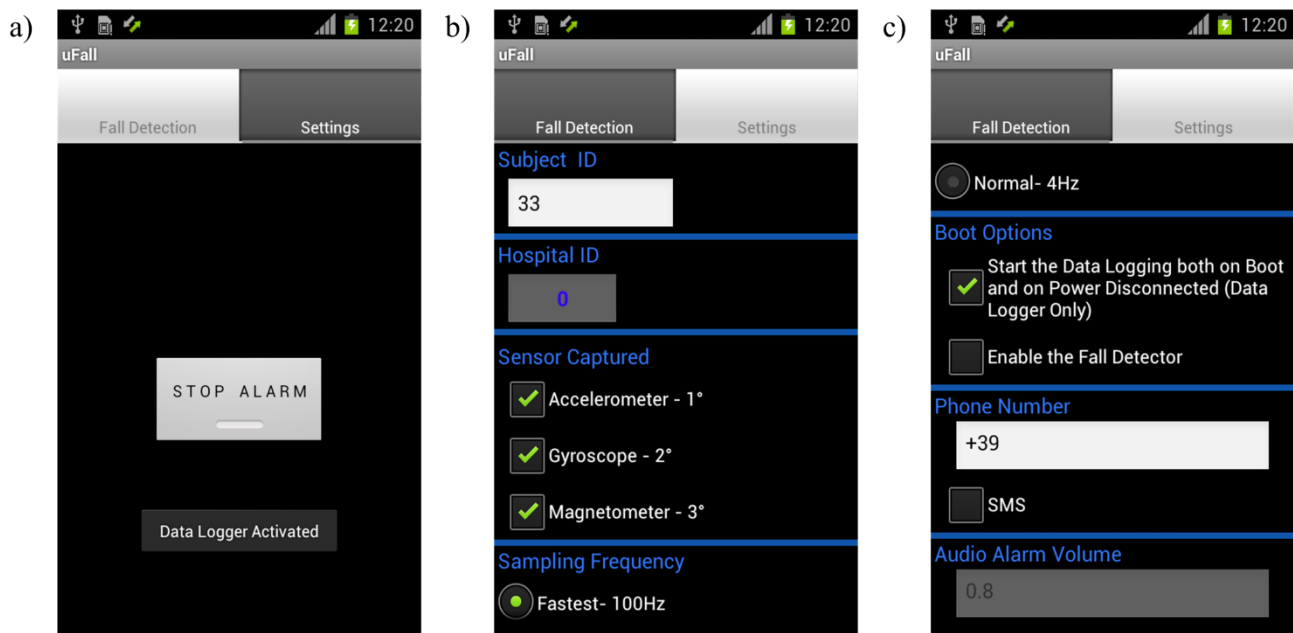 a)
12:20
uFall
Fall Detection
Settings
STOP ALARM
Data Logger Activated
b)
12:20
uFall
Fall Detection
Settings
Subject ID
33
Hospital ID
0
Sensor Captured
Accelerometer - 1°
Gyroscope - 2°
Magnetometer - 3°
Sampling Frequency
Fastest- 100Hz
c)
12:20
uFall
Fall Detection
Settings
Normal- 4Hz
Boot Options
Start the Data Logging both on Boot
and on Power Disconnected (Data
Logger Only)
Enable the Fall Detector
Phone Number
+39
SMS
Audio Alarm Volume
0.8